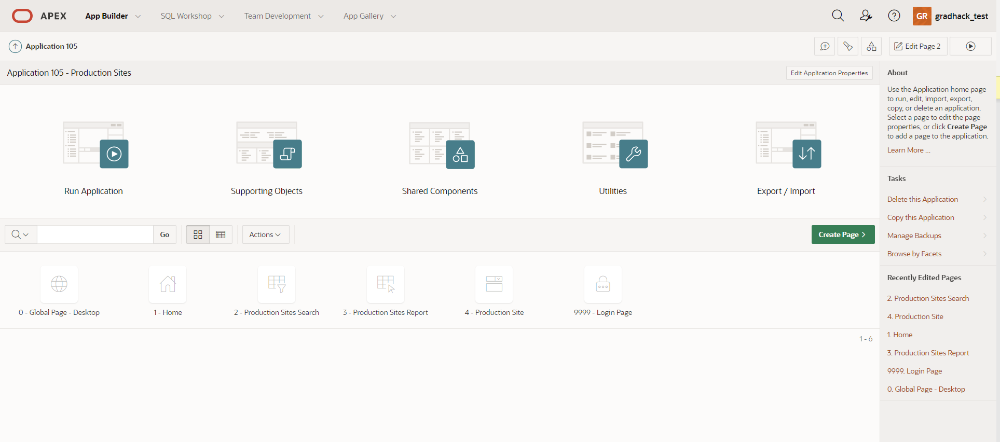 APEX App Builder SQL Workshop Team Development App Gallery GR gradhack_test
Application 105 Edit Page 2
Application 105 - Production Sites Edit Application Properties
Run Application Supporting Objects Shared Components Utilities Export / Import
Go Actions Create Page
0 - Global Page - Desktop 1 - Home 2 - Production Sites Search 3 - Production Sites Report 4 - Production Site 9999 - Login Page
1 - 6
About
Use the Application home page
to run, edit, import, export,
copy, or delete an application.
Select a page to edit the page
properties, or click Create Page
to add a page to the application.
Learn More ...
Tasks
Delete this Application
Copy this Application
Manage Backups
Browse by Facets
Recently Edited Pages
2. Production Sites Search
4. Production Site
1. Home
3. Production Sites Report
9999. Login Page
0. Global Page - Desktop